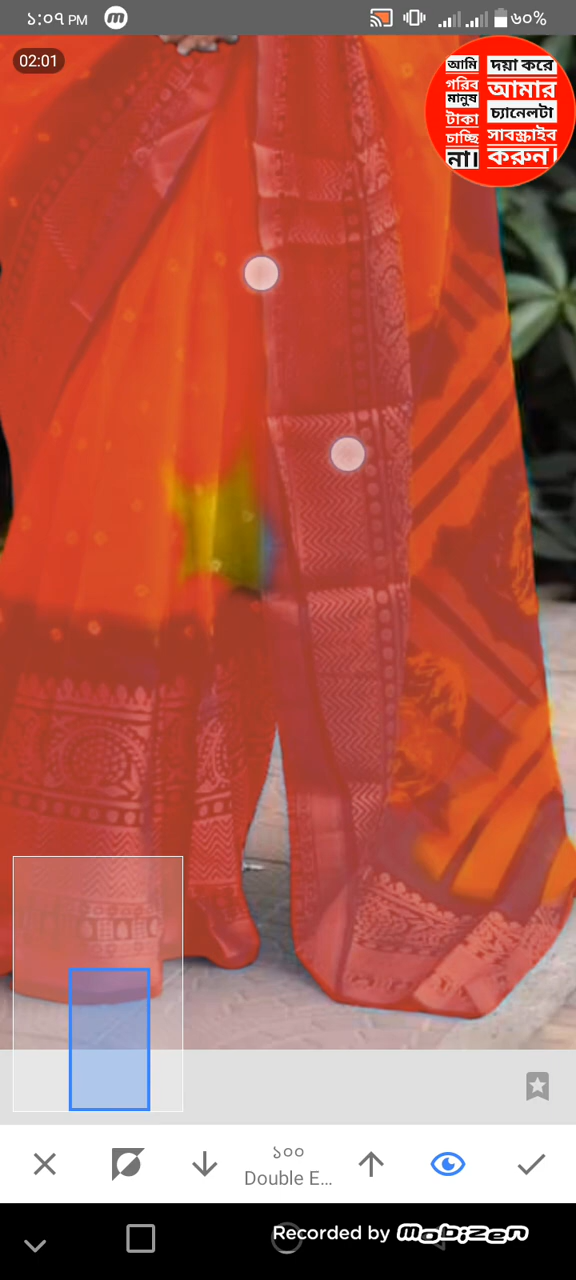 ১:০৭ PM
৬০%
02:01
আমি
গরিব
মানুষ
টাকা
চাচ্ছি
না।
দয়া করে
আমার
চ্যানেলটা
সাবস্ক্রাইব
করুন।
১০০
Double E...
Recorded by mobizen